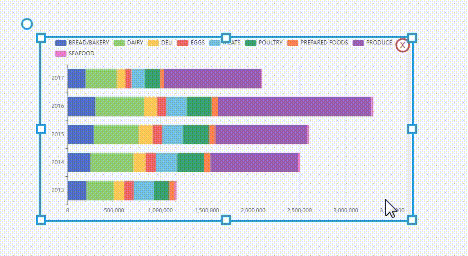 BREAD/BAKERY DAIRY DELI EGGS MEATS POULTRY PREPARED FOODS PRODUCE X
SEAFOOD
2017
2016
2015
2014
2013
0 500,000 1,000,000 1,500,000 2,000,000 2,500,000 3,000,000